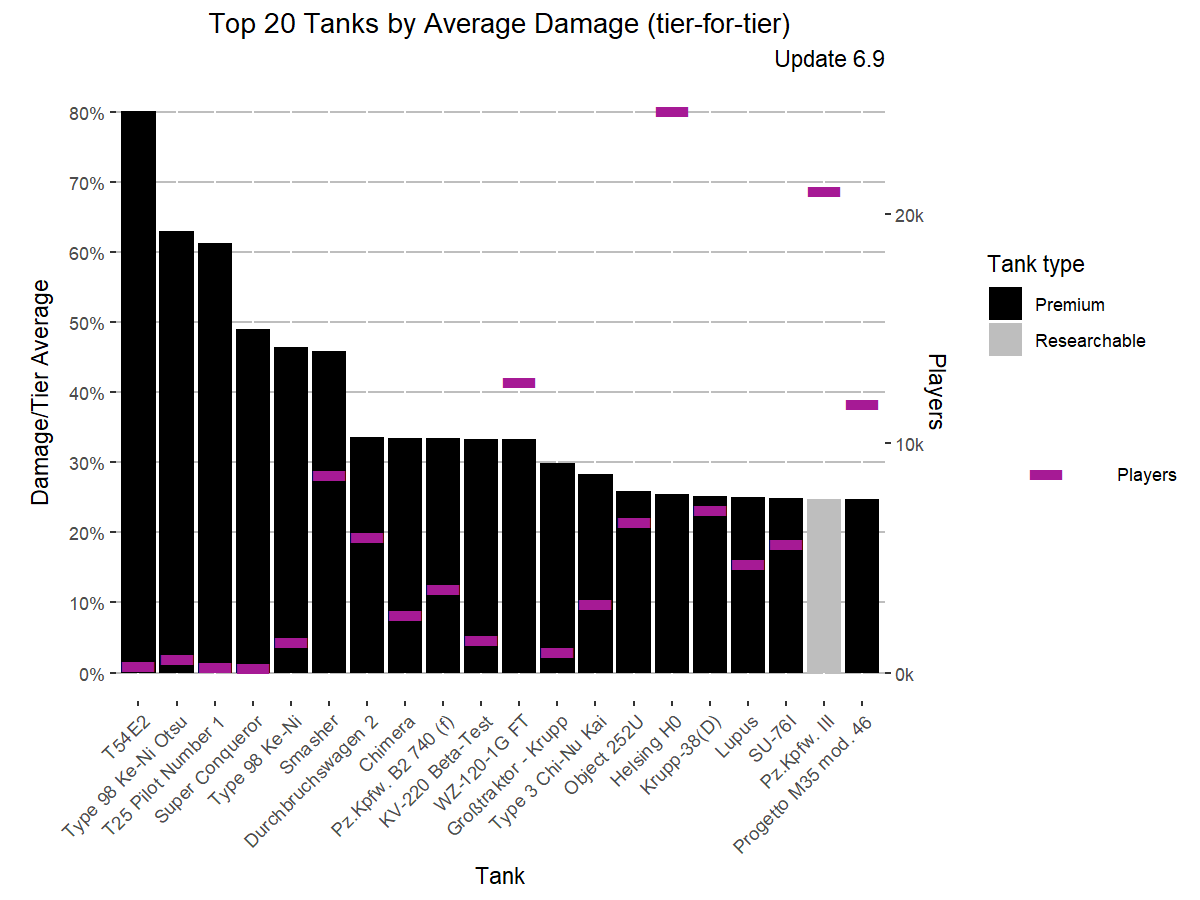 Top 20 Tanks by Average Damage (tier-for-tier)
Update 6.9
Damage/Tier Average
80%
70%
60%
50%
40%
30%
20%
10%
0%
20k
10k
0k
Players
T54E2
Type 98 Ke-Ni Otsu
T25 Pilot Number 1
Super Conqueror
Type 98 Ke-Ni
Smasher
Durchbruchswagen 2
Chimera
Pz.Kpfw. B2 740 (f)
KV-220 Beta-Test
WZ-120-1G FT
Großtraktor - Krupp
Type 3 Chi-Nu Kai
Object 252U
Helsing H0
Krupp-38(D)
Lupus
SU-76I
Pz.Kpfw. III
Progetto M35 mod. 46
Tank
Tank type
Premium
Researchable
Players